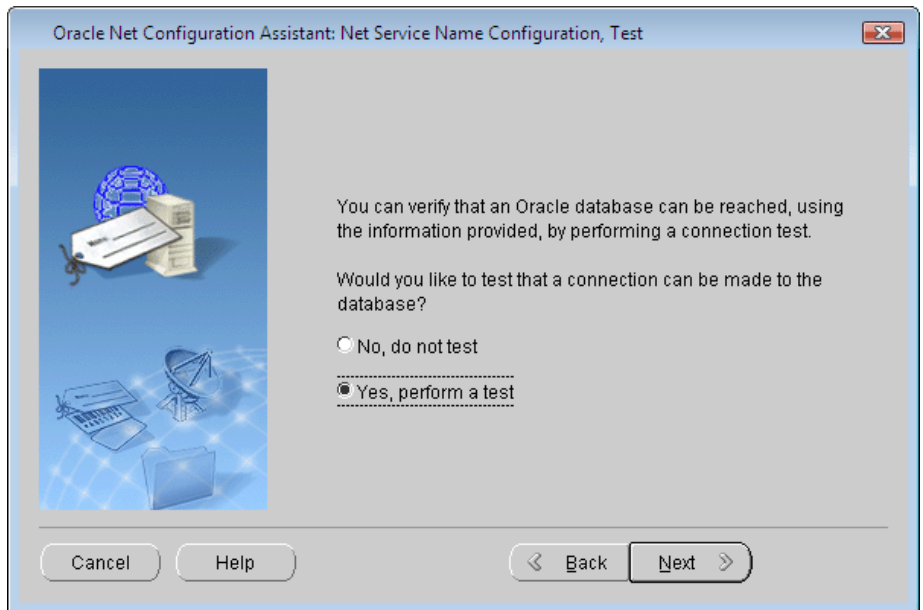 Oracle Net Configuration Assistant: Net Service Name Configuration, Test
You can verify that an Oracle database can be reached, using
the information provided, by performing a connection test.
Would you like to test that a connection can be made to the
database?
No, do not test
Yes, perform a test
Cancel
Help
Back
Next